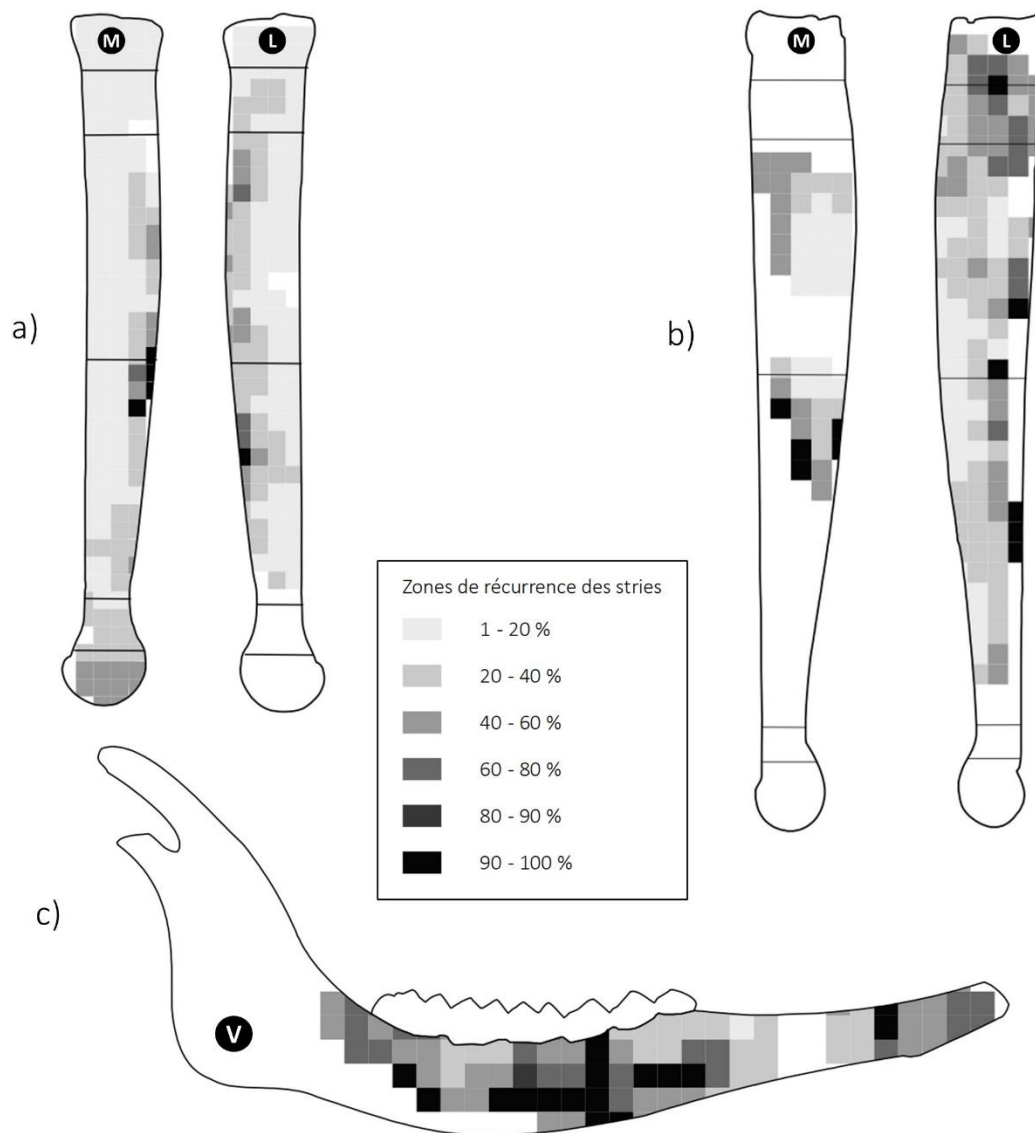 M
L
M
L
a)
b)
Zones de récurrence des stries
1 - 20 %
20 - 40 %
40 - 60 %
60 - 80 %
80 - 90 %
90 - 100 %
c)
V